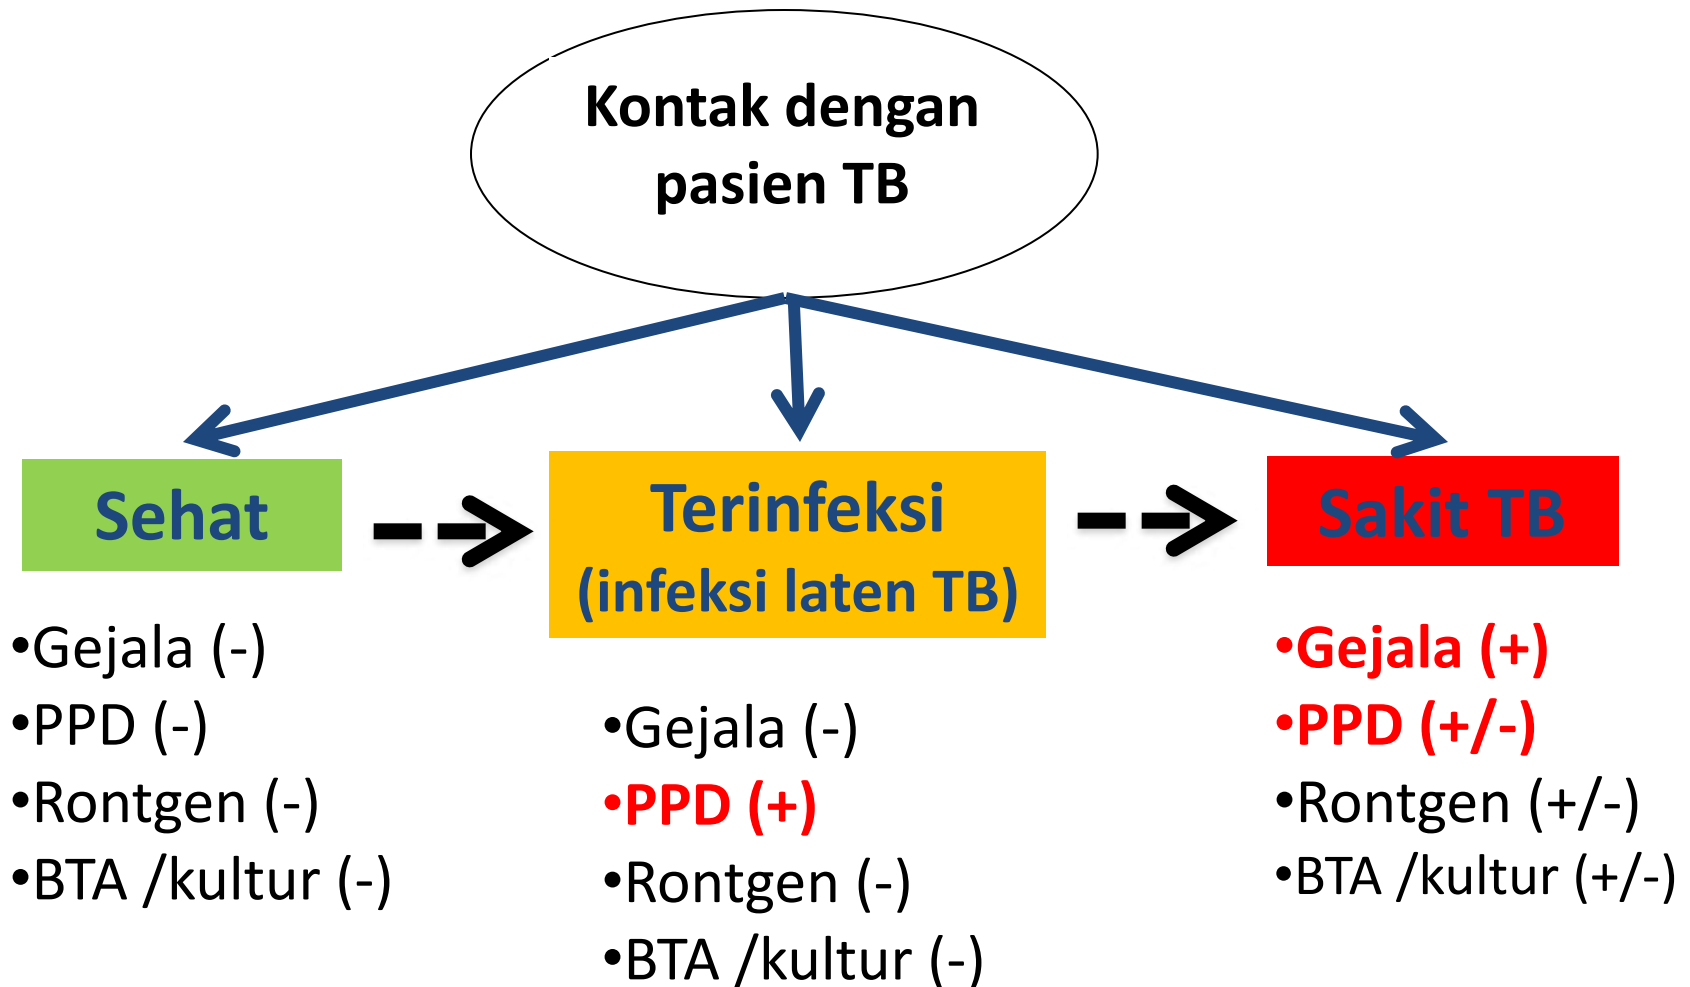 Kontak dengan
pasien TB
Sehat
•Gejala (-)
•PPD (-)
•Rontgen (-)
•BTA /kultur (-)
Terinfeksi
(infeksi laten TB)
•Gejala (-)
•PPD (+)
•Rontgen (-)
•BTA /kultur (-)
Sakit TB
•Gejala (+)
•PPD (+/-)
•Rontgen (+/-)
•BTA /kultur (+/-)